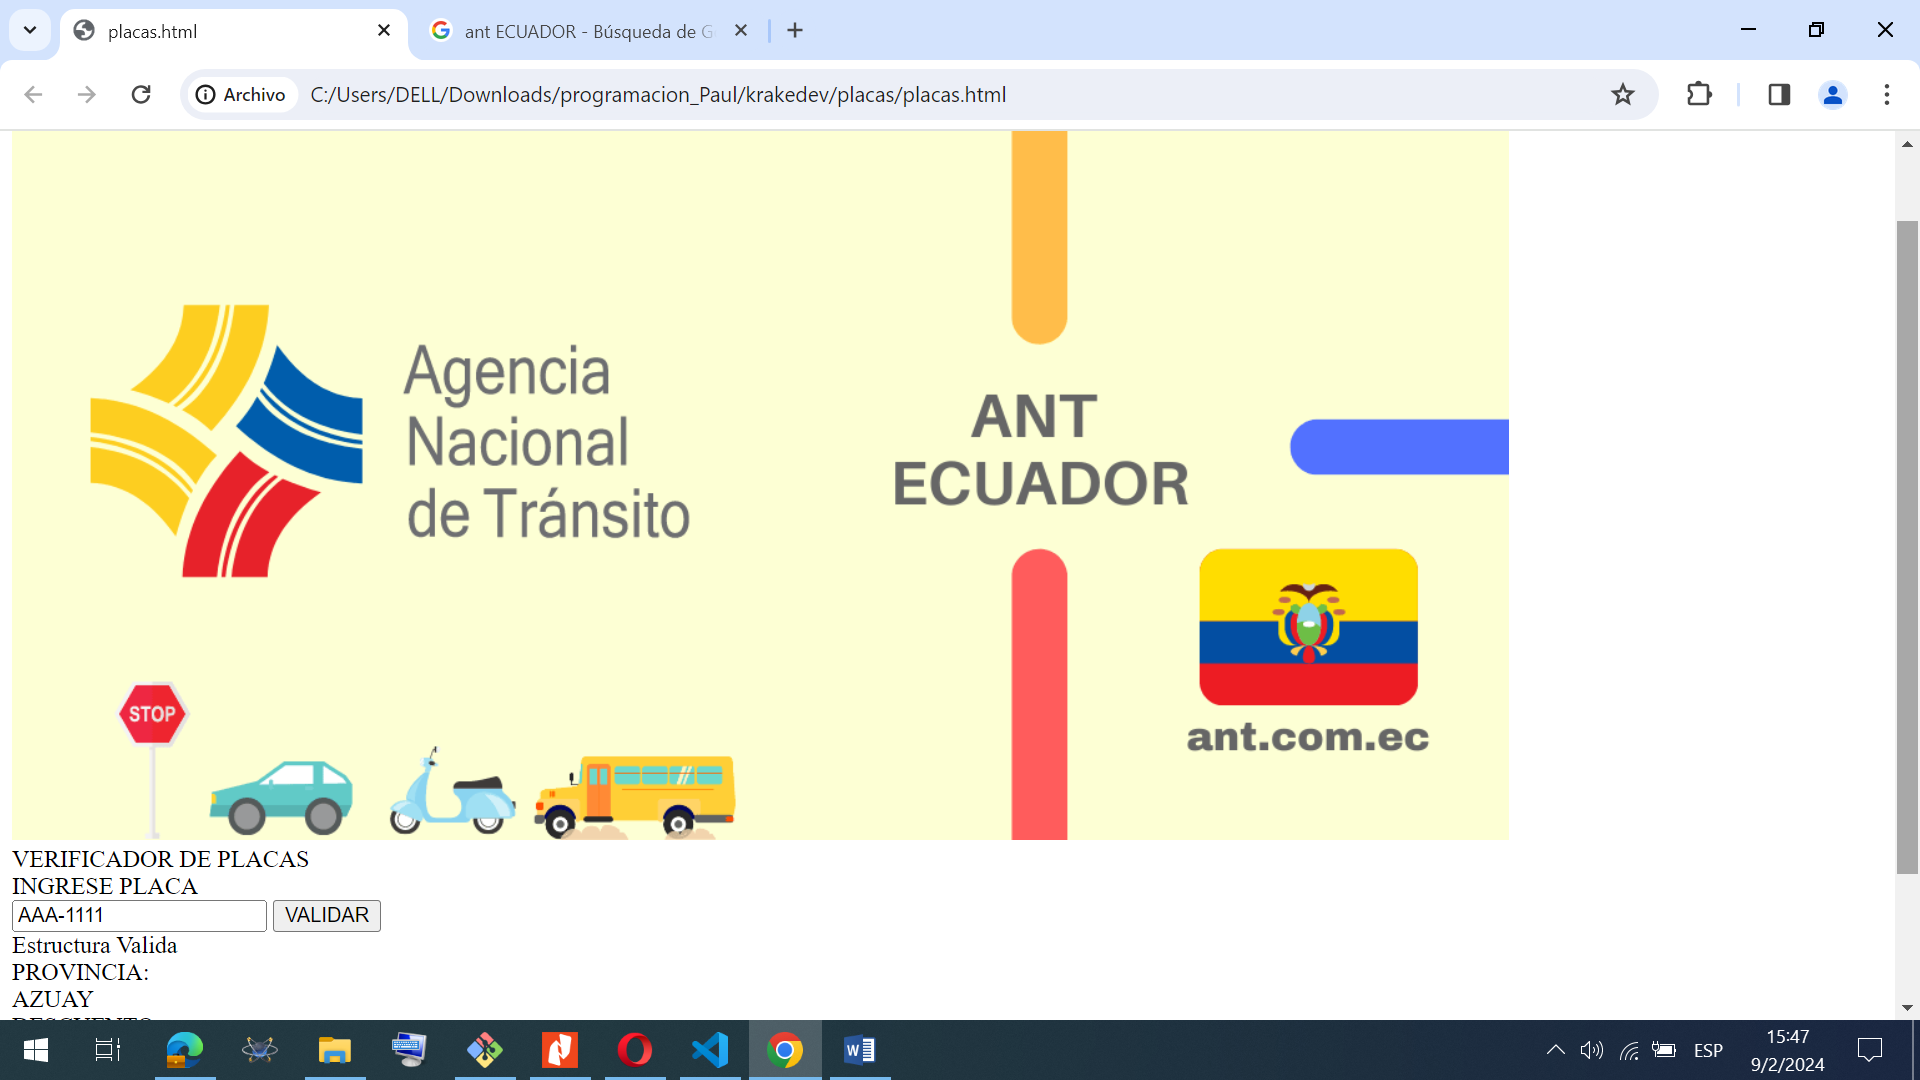 placas.html
ant ECUADOR - Búsqueda de G
Archivo
C:/Users/DELL/Downloads/programacion_Paul/krakedev/placas/placas.html
Agencia
Nacional
de Tránsito
ANT
ECUADOR
STOP
ant.com.ec
VERIFICADOR DE PLACAS
INGRESE PLACA
AAA-1111 VALIDAR
Estructura Valida
PROVINCIA:
AZUAY
ESP
15:47
9/2/2024